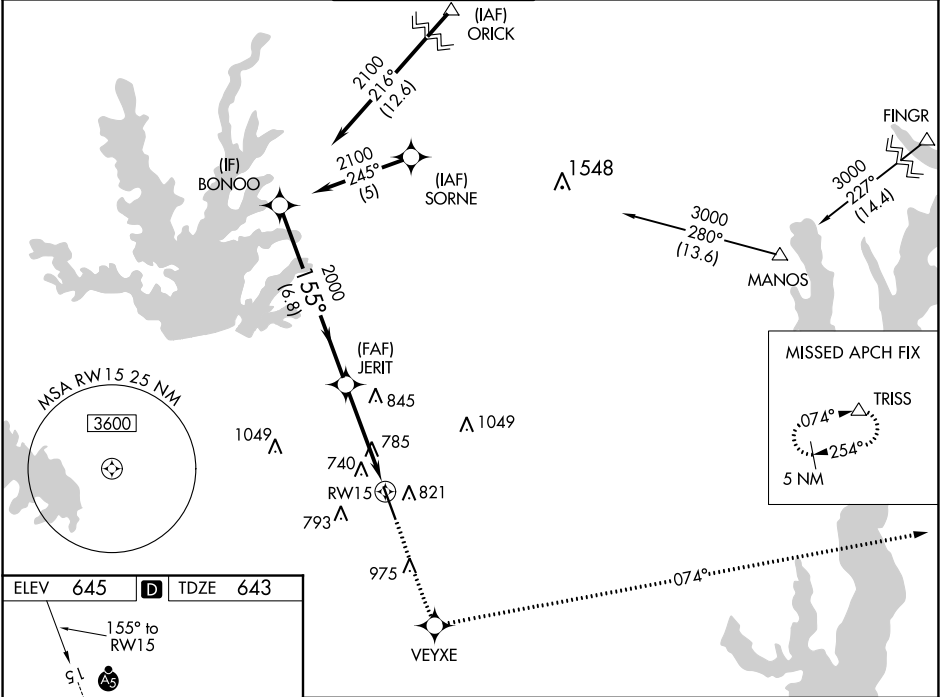 (IAF)
ORICK
2100
216°
(12.6)
FINGR
3000
227°
(14.4)
(IF)
BONOO
2100
245°
(5)
(IAF)
SORNE
1548
3000
280°
(13.6)
MANOS
2000
155°
(6.8)
(FAF)
JERIT
845
MISSED APCH FIX
TRISS
074°
254°
5 NM
MSA RW15 25 NM
3600
1049
1049
785
740
RW15
821
793
975
074°
VEYXE
ELEV 645 D TDZE 643
155° to
RW15
15
A5